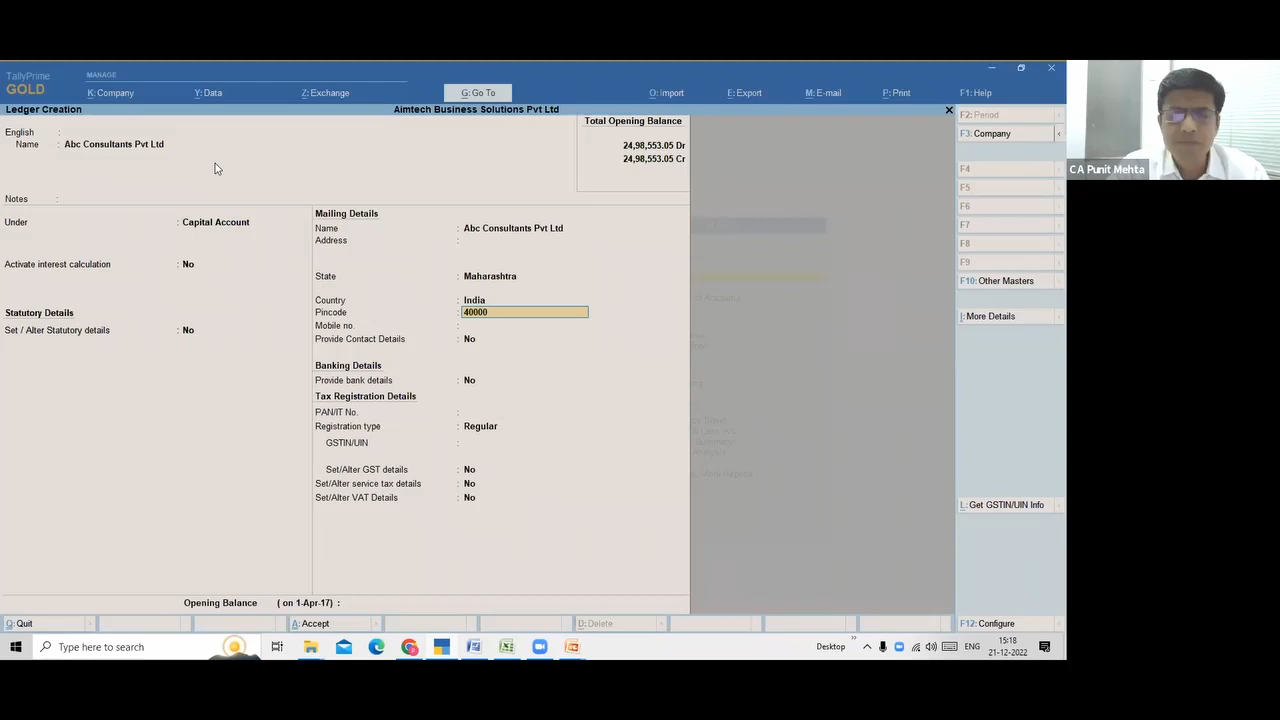 TallyPrime
GOLD
MANAGE
K: Company
Y: Data
Z: Exchange
G: Go To
O: Import
E: Export
M: E-mail
P: Print
F1: Help
Ledger Creation
Aimtech Business Solutions Pvt Ltd
English :
Name : Abc Consultants Pvt Ltd
Total Opening Balance
24,98,553.05 Dr
24,98,553.05 Cr
Notes :
Under : Capital Account
Activate interest calculation : No
Statutory Details
Set / Alter Statutory details : No
Mailing Details
Name : Abc Consultants Pvt Ltd
Address :
State : Maharashtra
Country : India
Pincode : 40000
Mobile no. :
Provide Contact Details : No
Banking Details
Provide bank details : No
Tax Registration Details
PAN/IT No. :
Registration type : Regular
GSTIN/UIN :
Set/Alter GST details : No
Set/Alter service tax details : No
Set/Alter VAT Details : No
Opening Balance ( on 1-Apr-17) :
F2: Period
F3: Company
F4
F5
F6
F7
F8
F9
F10: Other Masters
I: More Details
L: Get GSTIN/UIN Info
F12: Configure
Q: Quit
A: Accept
D: Delete
CA Punit Mehta
Type here to search
Desktop
ENG
15:18
21-12-2022